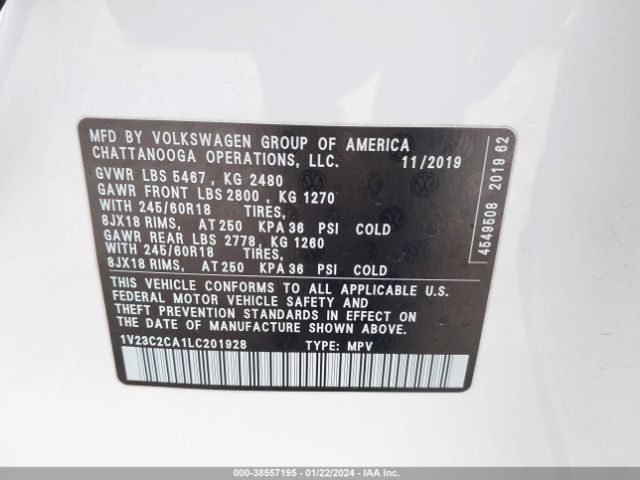 MFD BY VOLKSWAGEN GROUP OF AMERICA
CHATTANOOGA OPERATIONS, LLC. 11/2019
GVWR LBS 5467 , KG 2480
GAWR FRONT LBS 2800 , KG 1270
WITH 245/60R18 TIRES,
8JX18 RIMS, AT 250 KPA 36 PSI COLD
GAWR REAR LBS 2778 , KG 1260
WITH 245/60R18 TIRES,
8JX18 RIMS, AT 250 KPA 36 PSI COLD
THIS VEHICLE CONFORMS TO ALL APPLICABLE U.S.
FEDERAL MOTOR VEHICLE SAFETY AND
THEFT PREVENTION STANDARDS IN EFFECT ON THE
DATE OF MANUFACTURE SHOWN ABOVE.
1V23C2CA1LC201928 TYPE: MPV
4549508 2019 62
000-38557195 - 01/22/2024 - IAA Inc.